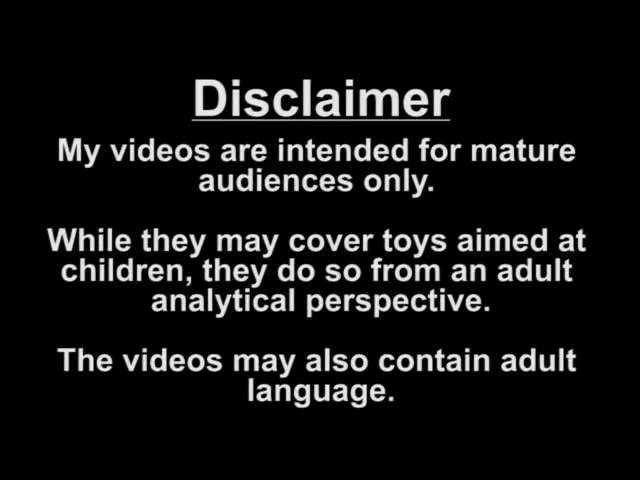 Disclaimer
My videos are intended for mature
audiences only.
While they may cover toys aimed at
children, they do so from an adult
analytical perspective.
The videos may also contain adult
language.